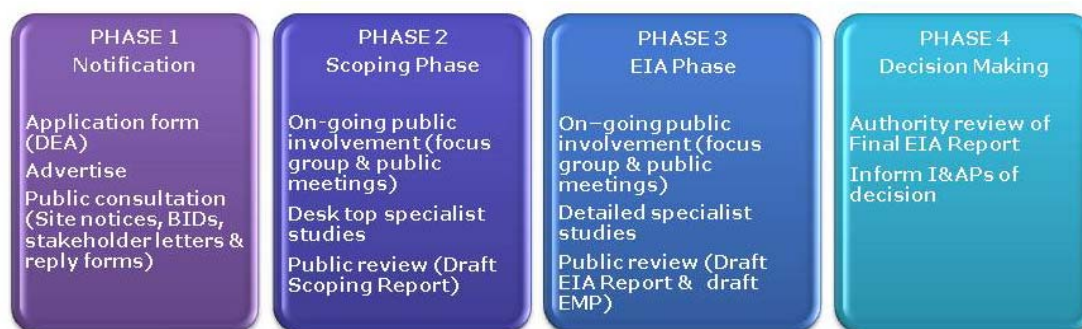 PHASE 1
Notification
Application form
(DEA)
Advertise
Public consultation
(Site notices, BIDs,
stakeholder letters &
reply forms)
PHASE 2
Scoping Phase
On-going public
involvement (focus
group & public
meetings)
Desk top specialist
studies
Public review (Draft
Scoping Report)
PHASE 3
EIA Phase
On–going public
involvement (focus
group & public
meetings)
Detailed specialist
studies
Public review (Draft
EIA Report & draft
EMP)
PHASE 4
Decision Making
Authority review of
Final EIA Report
Inform I&APs of
decision